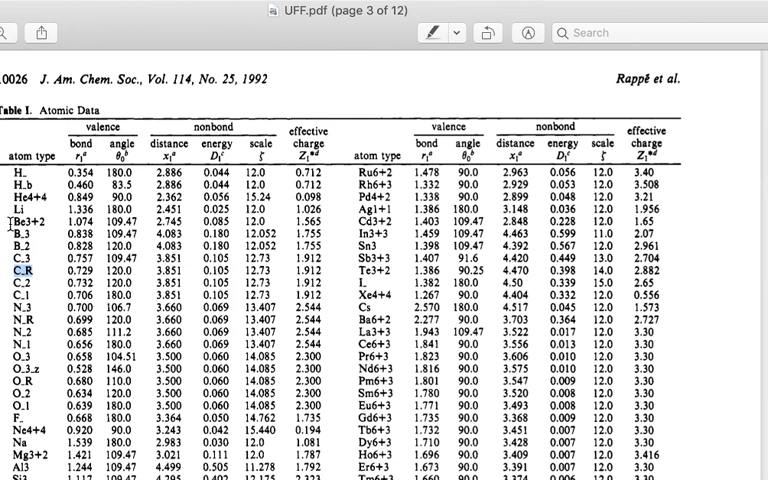 UFF.pdf (page 3 of 12)
Search
10026 J. Am. Chem. Soc., Vol. 114, No. 25, 1992 Rappé et al.
Table I. Atomic Data
valence nonbond effective valence nonbond effective
bond angle distance energy scale charge bond angle distance energy scale charge
atom type rIᵃ θ0ᵇ xIᵃ DIᶜ ζ ZI*ᵈ atom type rIᵃ θ0ᵇ xIᵃ DIᶜ ζ ZI*ᵈ
H_ 0.354 180.0 2.886 0.044 12.0 0.712 Ru6+2 1.478 90.0 2.963 0.056 12.0 3.40
H_b 0.460 83.5 2.886 0.044 12.0 0.712 Rh6+3 1.332 90.0 2.929 0.053 12.0 3.508
He4+4 0.849 90.0 2.362 0.056 15.24 0.098 Pd4+2 1.338 90.0 2.899 0.048 12.0 3.21
Li 1.336 180.0 2.451 0.025 12.0 1.026 Ag1+1 1.386 180.0 3.148 0.036 12.0 1.956
Be3+2 1.074 109.47 2.745 0.085 12.0 1.565 Cd3+2 1.403 109.47 2.848 0.228 12.0 1.65
B_3 0.838 109.47 4.083 0.180 12.052 1.755 In3+3 1.459 109.47 4.463 0.599 11.0 2.07
B_2 0.828 120.0 4.083 0.180 12.052 1.755 Sn3 1.398 109.47 4.392 0.567 12.0 2.961
C_3 0.757 109.47 3.851 0.105 12.73 1.912 Sb3+3 1.407 91.6 4.420 0.449 13.0 2.704
C_R 0.729 120.0 3.851 0.105 12.73 1.912 Te3+2 1.386 90.25 4.470 0.398 14.0 2.882
C_2 0.732 120.0 3.851 0.105 12.73 1.912 I_ 1.382 180.0 4.50 0.339 15.0 2.65
C_1 0.706 180.0 3.851 0.105 12.73 1.912 Xe4+4 1.267 90.0 4.404 0.332 12.0 0.556
N_3 0.700 106.7 3.660 0.069 13.407 2.544 Cs 2.570 180.0 4.517 0.045 12.0 1.573
N_R 0.699 120.0 3.660 0.069 13.407 2.544 Ba6+2 2.277 90.0 3.703 0.364 12.0 2.727
N_2 0.685 111.2 3.660 0.069 13.407 2.544 La3+3 1.943 109.47 3.522 0.017 12.0 3.30
N_1 0.656 180.0 3.660 0.069 13.407 2.544 Ce6+3 1.841 90.0 3.556 0.013 12.0 3.30
O_3 0.658 104.51 3.500 0.060 14.085 2.300 Pr6+3 1.823 90.0 3.606 0.010 12.0 3.30
O_3_z 0.528 146.0 3.500 0.060 14.085 2.300 Nd6+3 1.816 90.0 3.575 0.010 12.0 3.30
O_R 0.680 110.0 3.500 0.060 14.085 2.300 Pm6+3 1.801 90.0 3.547 0.009 12.0 3.30
O_2 0.634 120.0 3.500 0.060 14.085 2.300 Sm6+3 1.780 90.0 3.520 0.008 12.0 3.30
O_1 0.639 180.0 3.500 0.060 14.085 2.300 Eu6+3 1.771 90.0 3.493 0.008 12.0 3.30
F_ 0.668 180.0 3.364 0.050 14.762 1.735 Gd6+3 1.735 90.0 3.368 0.009 12.0 3.30
Ne4+4 0.920 90.0 3.243 0.042 15.440 0.194 Tb6+3 1.732 90.0 3.451 0.007 12.0 3.30
Na 1.539 180.0 2.983 0.030 12.0 1.081 Dy6+3 1.710 90.0 3.428 0.007 12.0 3.30
Mg3+2 1.421 109.47 3.021 0.111 12.0 1.787 Ho6+3 1.696 90.0 3.409 0.007 12.0 3.416
Al3 1.244 109.47 4.499 0.505 11.278 1.792 Er6+3 1.673 90.0 3.391 0.007 12.0 3.30
Si3 1.117 109.47 4.295 0.402 12.175 2.323 Tm6+3 1.660 90.0 3.374 0.006 12.0 3.30